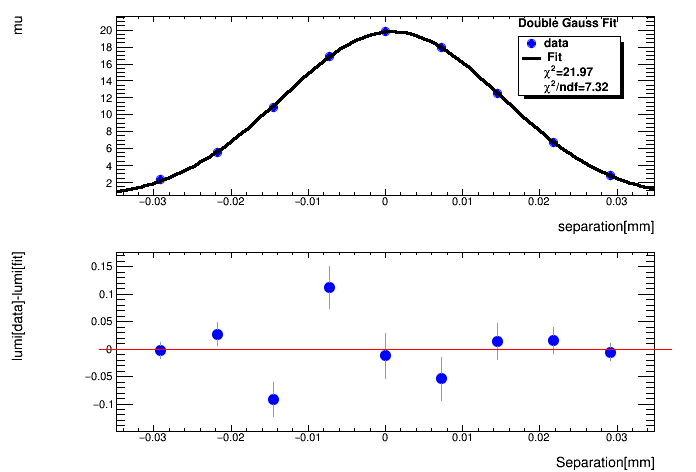 mu
Double Gauss Fit
data
Fit
χ²=21.97
χ²/ndf=7.32
20
18
16
14
12
10
8
6
4
2
−0.03 −0.02 −0.01 0 0.01 0.02 0.03
separation[mm]
lumi[data]-lumi[fit]
0.15
0.1
0.05
−0
−0.05
−0.1
−0.03 −0.02 −0.01 0 0.01 0.02 0.03
Separation[mm]